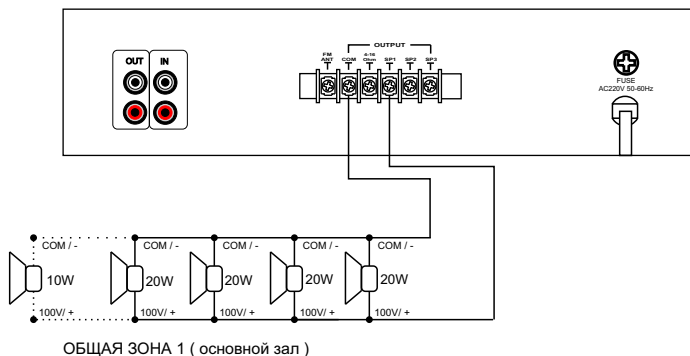 OUTPUT
OUT IN
FM ANT COM 4-16 Ohm SP1 SP2 SP3
FUSE
AC220V 50-60Hz
COM / - COM / - COM / - COM / - COM / -
10W 20W 20W 20W 20W
100V/ + 100V/ + 100V/ + 100V/ + 100V/ +
ОБЩАЯ ЗОНА 1 ( основной зал )